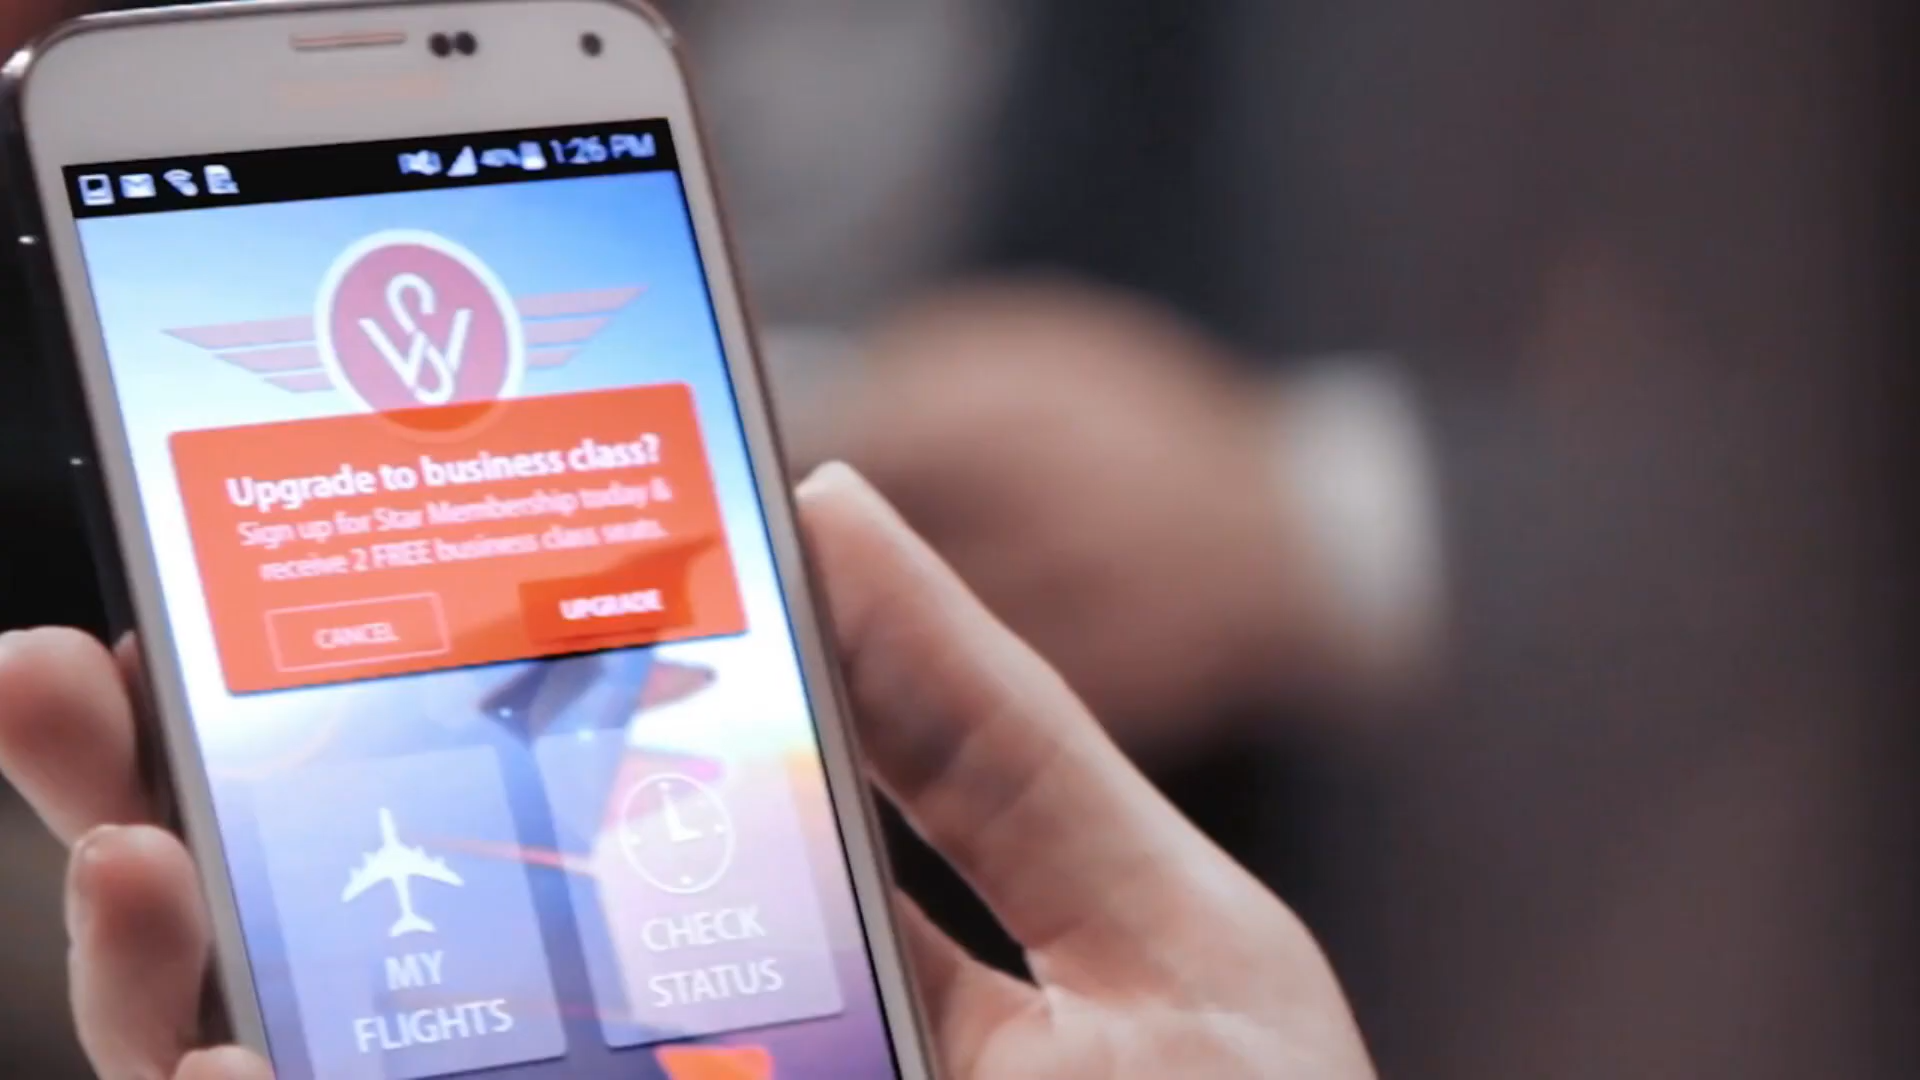 1:26 PM
SW
Upgrade to business class?
Sign up for Star Membership today &
receive 2 FREE business class seats.
CANCEL
UPGRADE
MY
FLIGHTS
CHECK
STATUS